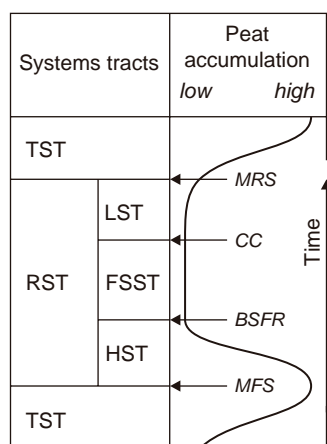 Systems tracts
Peat
accumulation
low high
TST
MRS
LST
CC
RST
FSST
Time
BSFR
HST
MFS
TST